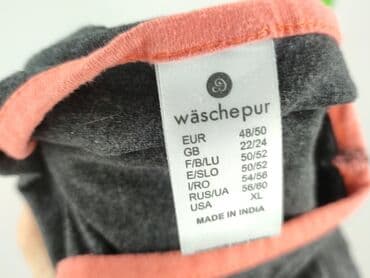 wäschepur
EUR 48/50
GB 22/24
F/B/LU 50/52
E/SLO 50/52
I/RO 54/56
RUS/UA 56/60
USA XL
MADE IN INDIA